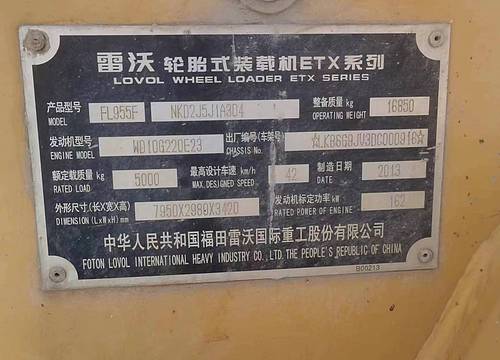 雷沃 轮胎式装载机ETX系列
LOVOL WHEEL LOADER ETX SERIES
产品型号 MODEL FL955F NKD2J5J1A3D4 整备质量 kg OPERATING WEIGHT 16850
发动机型号 ENGINE MODEL WD10G220E23 出厂编号(车架号) CHASSIS No. ☆LKB6G9JV3DC000916☆
额定载质量 kg RATED LOAD 5000 最高设计车速 km/h MAX. DESIGNED SPEED 42 制造日期 DATE 2013
外形尺寸(长X宽X高) DIMENSION (LxWxH) mm 7950X2989X3420 发动机标定功率 kW RATED POWER OF ENGINE 162
中华人民共和国福田雷沃国际重工股份有限公司
FOTON LOVOL INTERNATIONAL HEAVY INDUSTRY CO., LTD. THE PEOPLE'S REPUBLIC OF CHINA
B00213